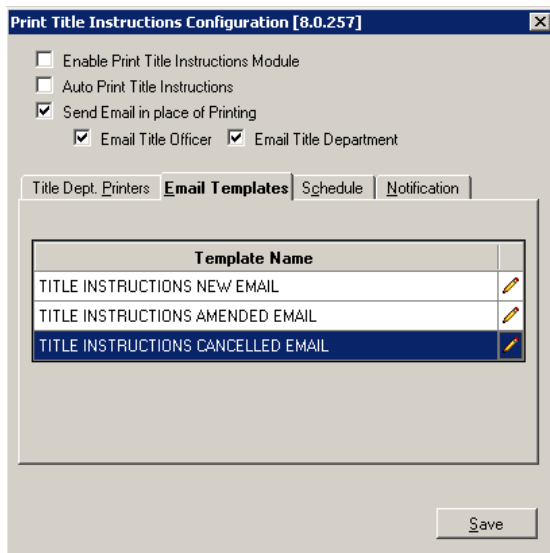 Print Title Instructions Configuration [8.0.257]
Enable Print Title Instructions Module
Auto Print Title Instructions
Send Email in place of Printing
Email Title Officer Email Title Department
Title Dept. Printers Email Templates Schedule Notification
Template Name
TITLE INSTRUCTIONS NEW EMAIL
TITLE INSTRUCTIONS AMENDED EMAIL
TITLE INSTRUCTIONS CANCELLED EMAIL
Save